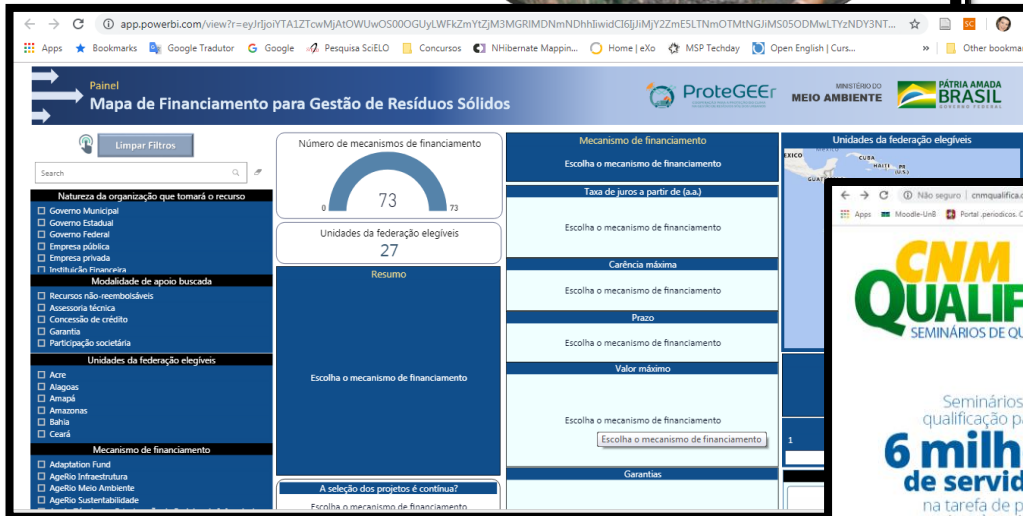 app.powerbi.com/view?r=eyJrIjoiYTA1ZTcwMjAtOWUwOS00OGUyLWFkZmYtZjM3MGRIMDNmNDhhIiwidCI6IjJiMjY2ZmE5LTNmOTMtNGJiMS05ODMwLTYzNDY3NT...
Apps Bookmarks Google Tradutor Google Pesquisa SciELO Concursos NHibernate Mappin... Home | eXo MSP Techday Open English | Curs... » Other bookmar
Painel
Mapa de Financiamento para Gestão de Resíduos Sólidos
ProteGEEr
MINISTÉRIO DO
MEIO AMBIENTE
PÁTRIA AMADA
BRASIL
GOVERNO FEDERAL
Limpar Filtros
Search
Natureza da organização que tomará o recurso
Governo Municipal
Governo Estadual
Governo Federal
Empresa pública
Empresa privada
Instituição Financeira
Modalidade de apoio buscada
Recursos não-reembolsáveis
Assessoria técnica
Concessão de crédito
Garantia
Participação societária
Unidades da federação elegíveis
Acre
Alagoas
Amapá
Amazonas
Bahia
Ceará
Mecanismo de financiamento
Adaptation Fund
AgeRio Infraestrutura
AgeRio Meio Ambiente
AgeRio Sustentabilidade
Número de mecanismos de financiamento
73
0
73
Unidades da federação elegíveis
27
Resumo
Escolha o mecanismo de financiamento
A seleção dos projetos é contínua?
Escolha o mecanismo de financiamento
Mecanismo de financiamento
Escolha o mecanismo de financiamento
Taxa de juros a partir de (a.a.)
Escolha o mecanismo de financiamento
Carência máxima
Escolha o mecanismo de financiamento
Prazo
Escolha o mecanismo de financiamento
Valor máximo
Escolha o mecanismo de financiamento
Escolha o mecanismo de financiamento
Garantias
Unidades da federação elegíveis
MEXICO
CUBA
HAITI
PR
(U.S.)
GUAT
1
Não seguro | cnmqualifica.c
Apps Moodle-UnB Portal .periodicos. C
CNM
QUALIF
SEMINÁRIOS DE QU
Seminários
qualificação pa
6 milh
de servid
na tarefa de p